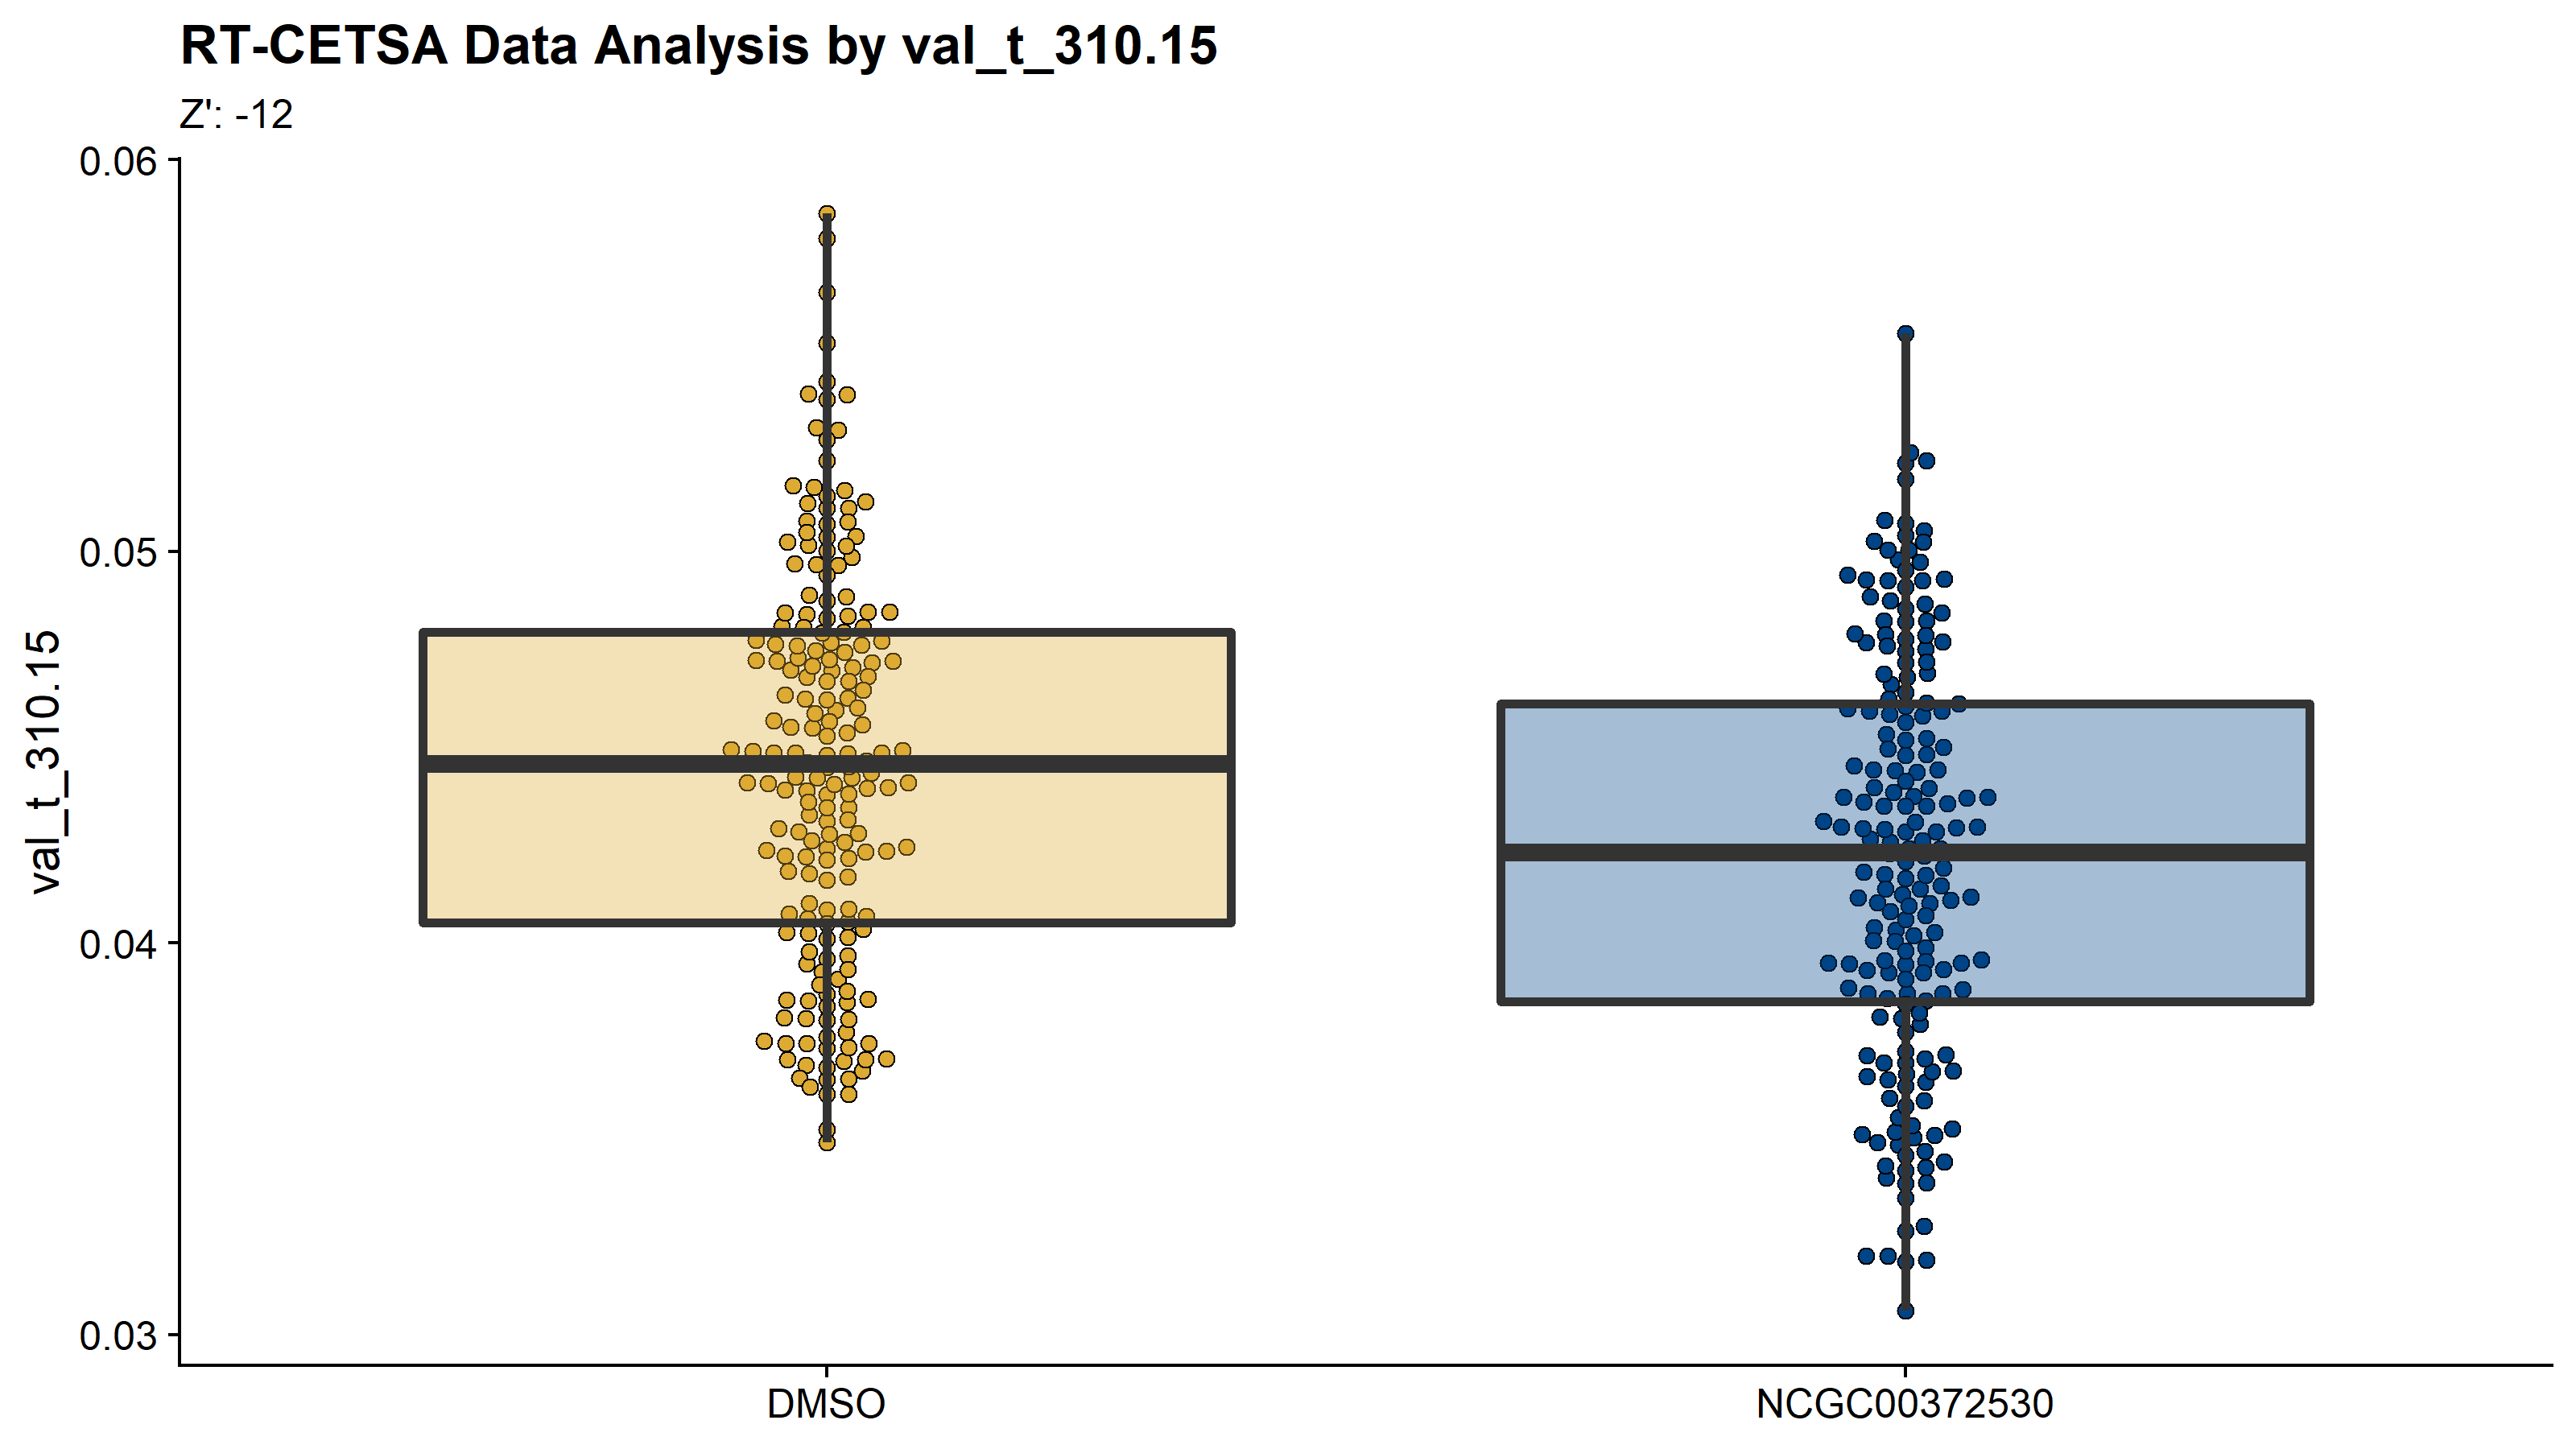 RT-CETSA Data Analysis by val_t_310.15
Z': -12
0.06
0.05
0.04
0.03
val_t_310.15
DMSO
NCGC00372530